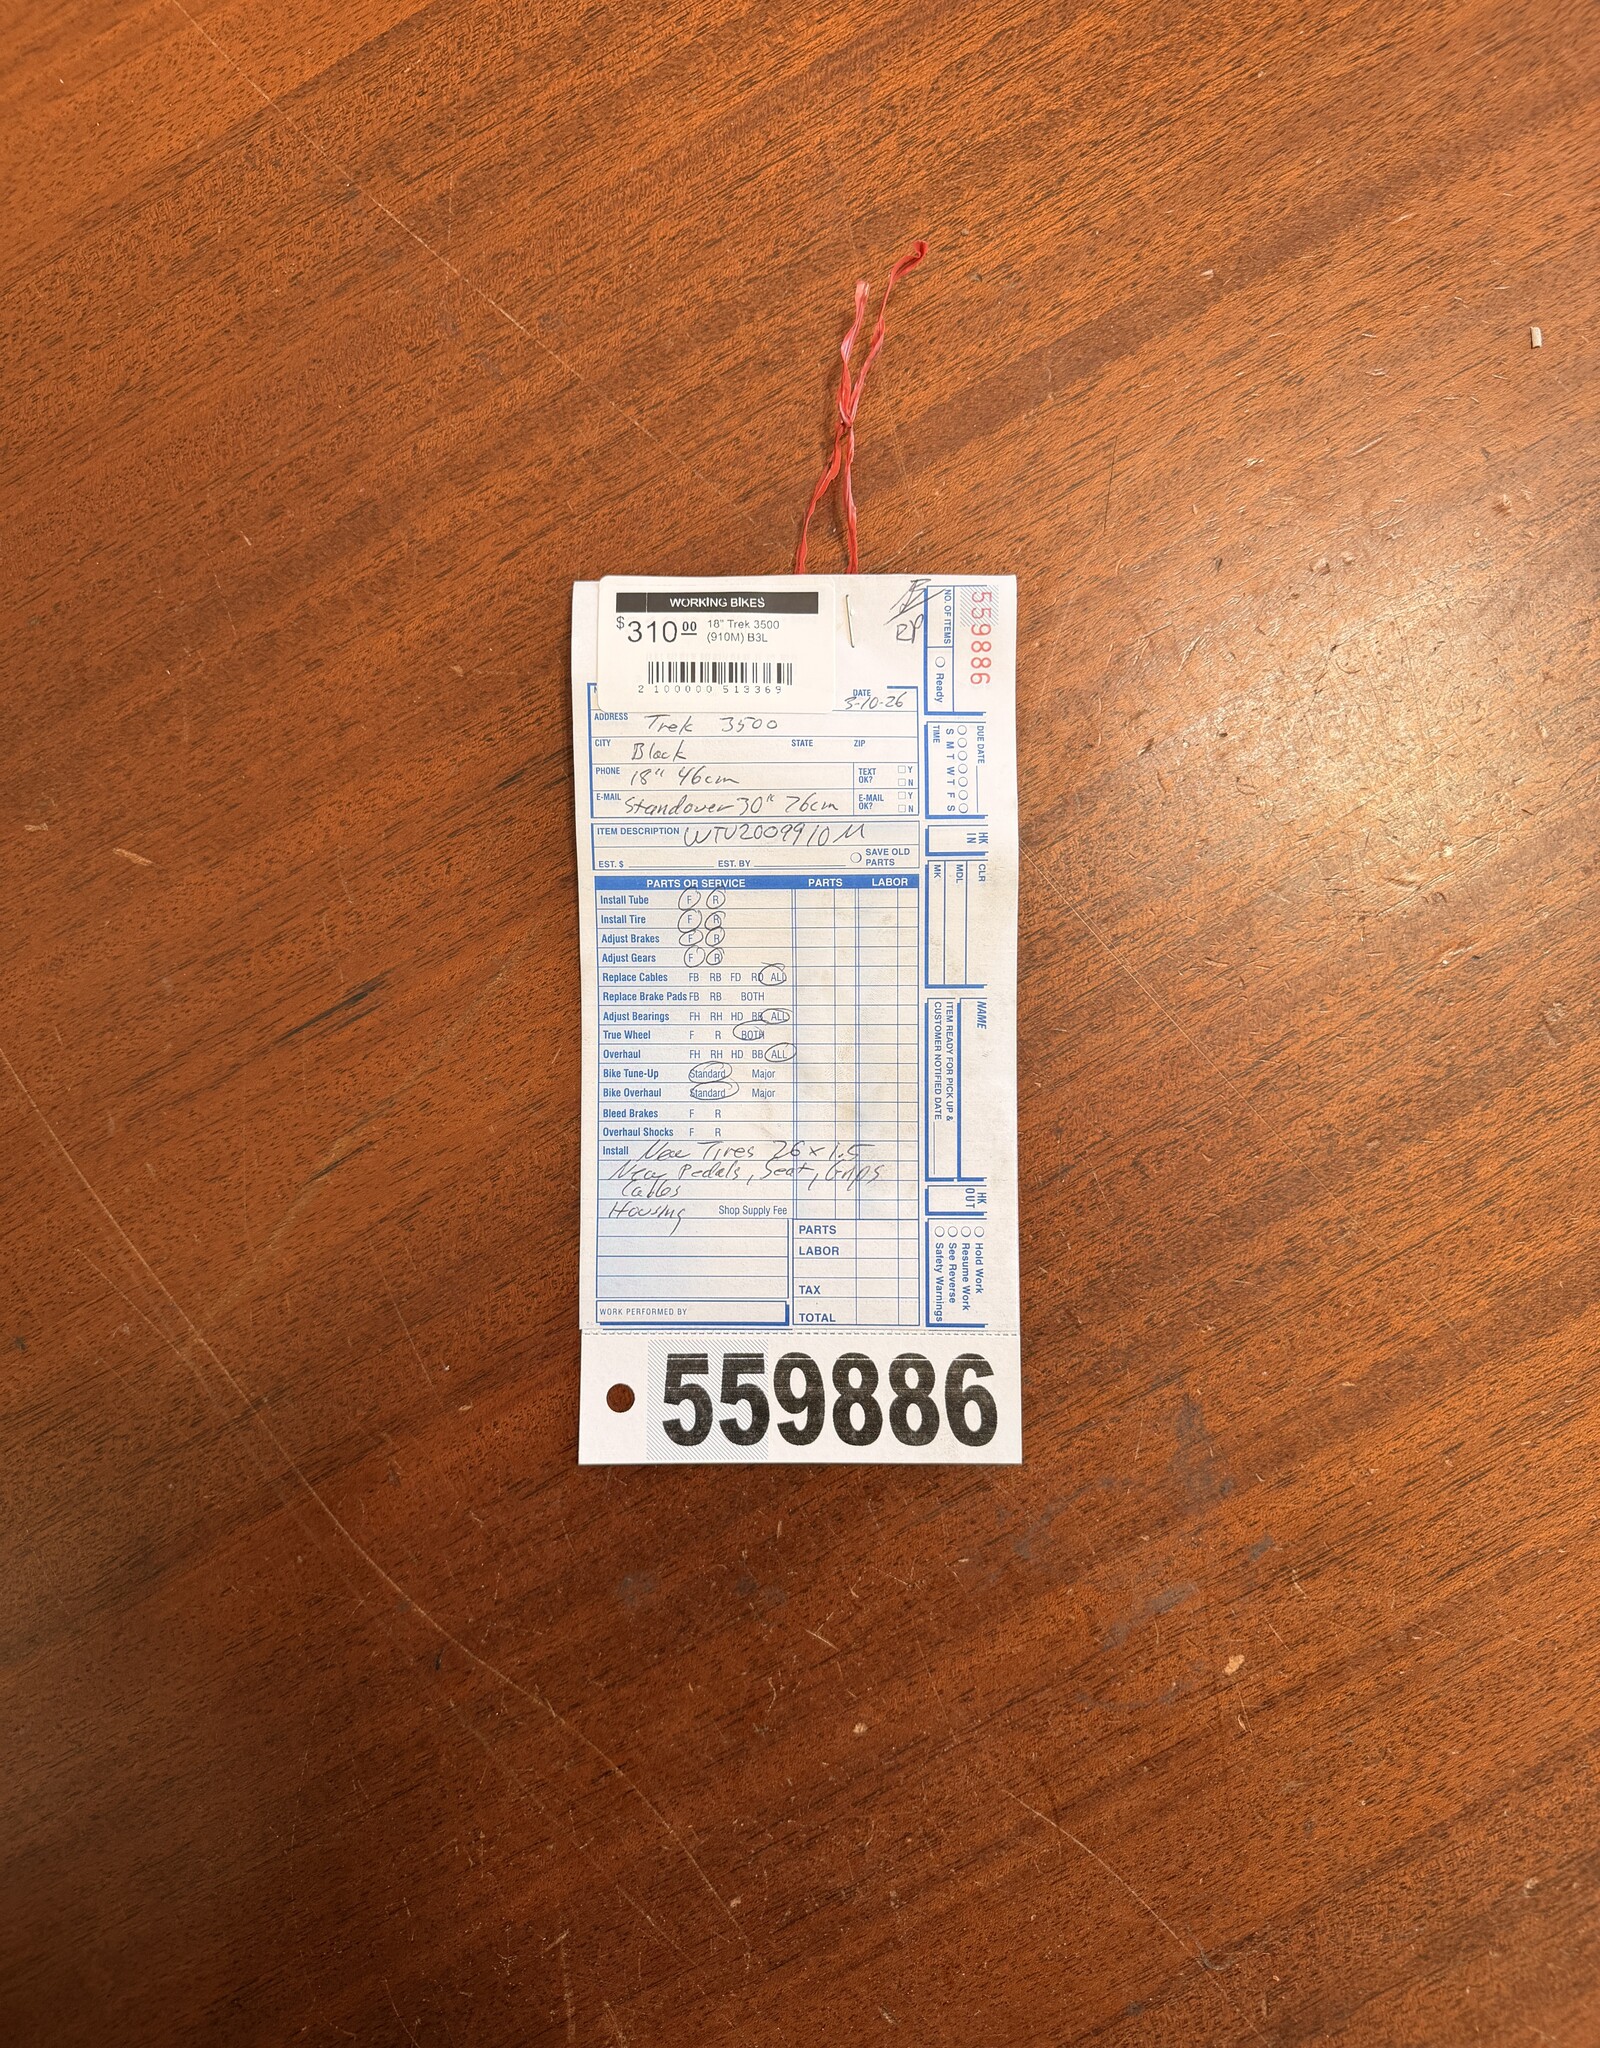 WORKING BIKES
$310.00 18" Trek 3500
(910M) B3L
2 100000 513369
RP
DATE
3-10-26
ADDRESS Trek 3500
CITY Black STATE ZIP
PHONE 18" 46cm TEXT OK? Y N
E-MAIL Standover 30" 76cm E-MAIL OK? Y N
ITEM DESCRIPTION WTU2009910M
EST. $ EST. BY SAVE OLD PARTS
PARTS OR SERVICE PARTS LABOR
Install Tube F R
Install Tire F R
Adjust Brakes F R
Adjust Gears F R
Replace Cables FB RB FD RD ALL
Replace Brake Pads FB RB BOTH
Adjust Bearings FH RH HD BB ALL
True Wheel F R BOTH
Overhaul FH RH HD BB ALL
Bike Tune-Up Standard Major
Bike Overhaul Standard Major
Bleed Brakes F R
Overhaul Shocks F R
Install New Tires 26 x 1.5
New Pedals, Seat, Grips
Cables
Housing Shop Supply Fee
PARTS
LABOR
TAX
WORK PERFORMED BY
TOTAL
559886
NO. OF ITEMS
Ready
DUE DATE
S M T W T F S
TIME
HK IN
CLR
MDL
MK
NAME
ITEM READY FOR PICK UP &
CUSTOMER NOTIFIED DATE
HK OUT
Hold Work
Resume Work
See Reverse
Safety Warnings
559886